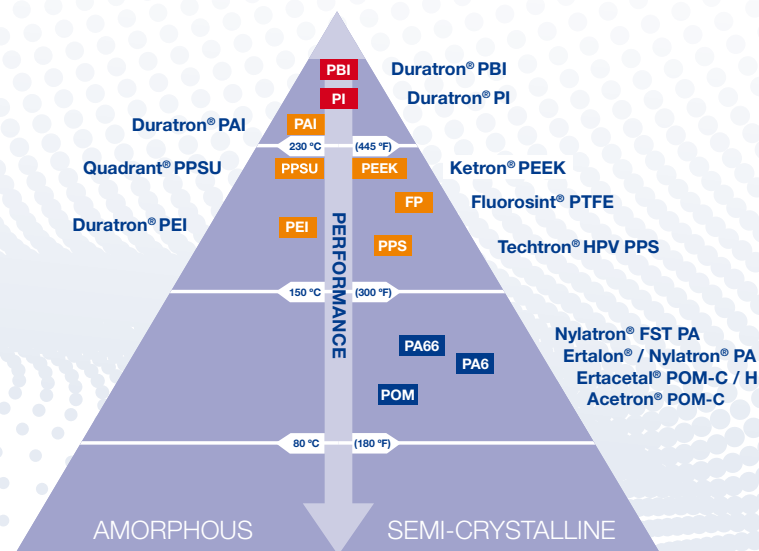 PBI
Duratron® PBI
PI
Duratron® PI
Duratron® PAI
PAI
230 °C
(445 °F)
Quadrant® PPSU
PPSU
PEEK
Ketron® PEEK
FP
Fluorosint® PTFE
Duratron® PEI
PEI
PERFORMANCE
PPS
Techtron® HPV PPS
150 °C
(300 °F)
Nylatron® FST PA
PA66
Ertalon® / Nylatron® PA
PA6
Ertacetal® POM-C / H
POM
Acetron® POM-C
80 °C
(180 °F)
AMORPHOUS
SEMI-CRYSTALLINE